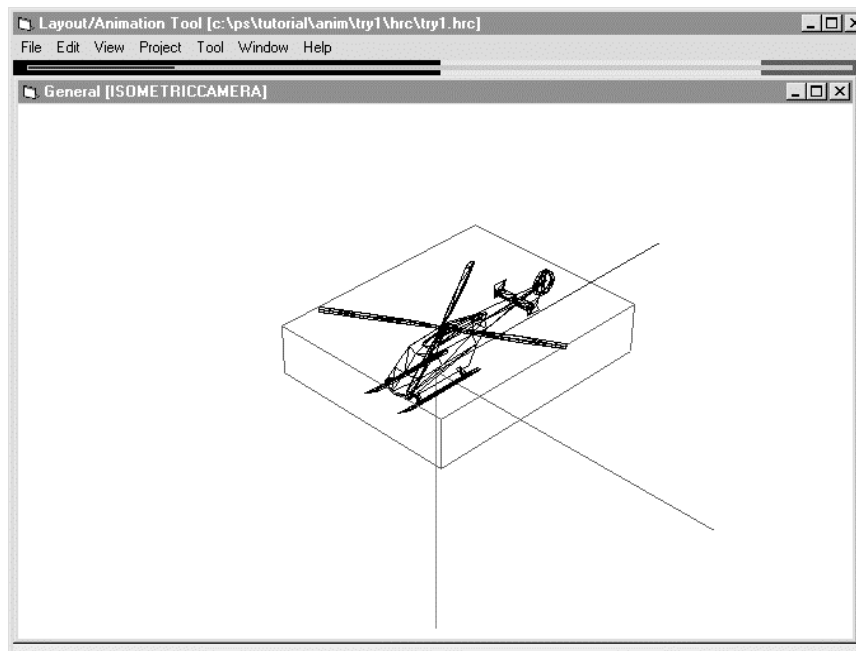 Layout/Animation Tool [c:\ps\tutorial\anim\try1\hrc\try1.hrc]
File Edit View Project Tool Window Help
General [ISOMETRICCAMERA]